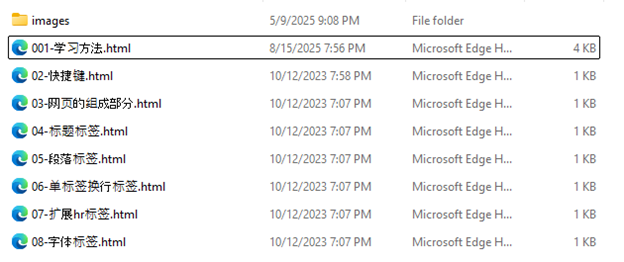 images 5/9/2025 9:08 PM File folder
001-学习方法.html 8/15/2025 7:56 PM Microsoft Edge H... 4 KB
02-快捷键.html 10/12/2023 7:58 PM Microsoft Edge H... 1 KB
03-网页的组成部分.html 10/12/2023 7:07 PM Microsoft Edge H... 1 KB
04-标题标签.html 10/12/2023 7:07 PM Microsoft Edge H... 1 KB
05-段落标签.html 10/12/2023 7:07 PM Microsoft Edge H... 1 KB
06-单标签换行标签.html 10/12/2023 7:07 PM Microsoft Edge H... 1 KB
07-扩展hr标签.html 10/12/2023 7:07 PM Microsoft Edge H... 1 KB
08-字体标签.html 10/12/2023 7:07 PM Microsoft Edge H... 1 KB